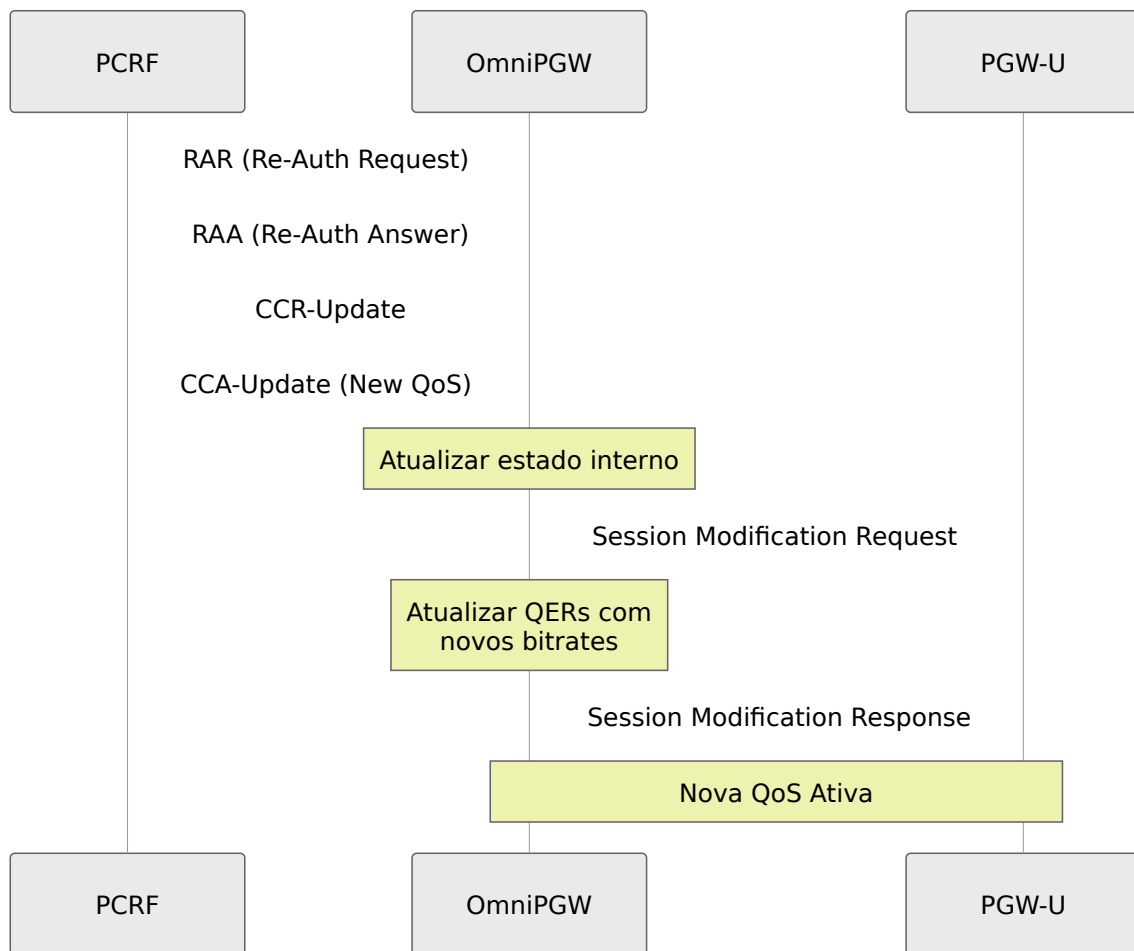 PCRF
OmniPGW
PGW-U
RAR (Re-Auth Request)
RAA (Re-Auth Answer)
CCR-Update
CCA-Update (New QoS)
Atualizar estado interno
Session Modification Request
Atualizar QERs com
novos bitrates
Session Modification Response
Nova QoS Ativa
PCRF
OmniPGW
PGW-U